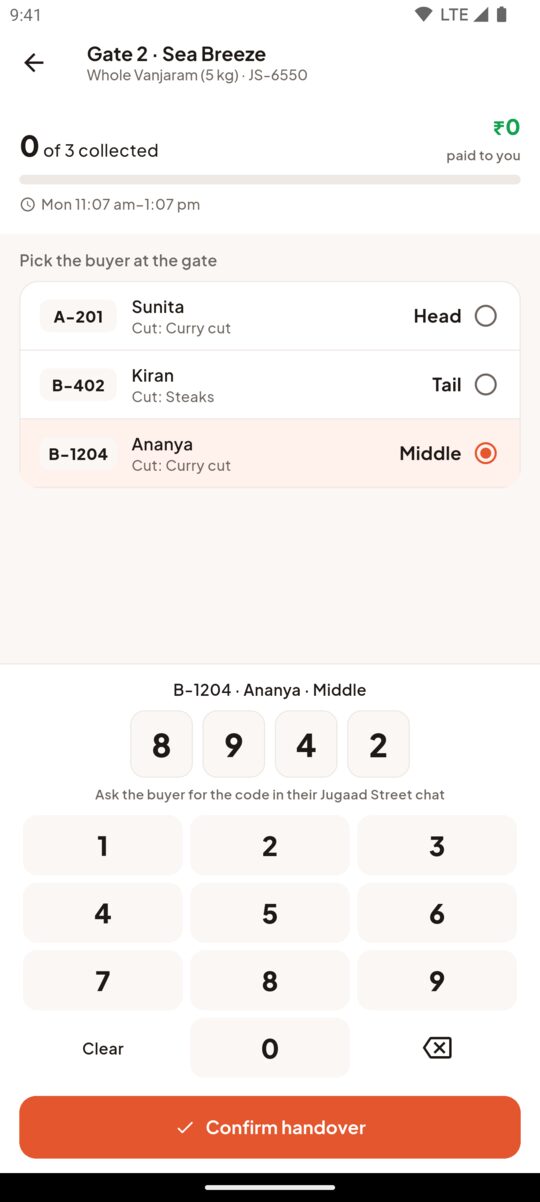 9:41 LTE
Gate 2 · Sea Breeze
Whole Vanjaram (5 kg) · JS-6550
₹0
0 of 3 collected
paid to you
Mon 11:07 am–1:07 pm
Pick the buyer at the gate
A-201 Sunita Head
Cut: Curry cut
B-402 Kiran Tail
Cut: Steaks
B-1204 Ananya Middle
Cut: Curry cut
B-1204 · Ananya · Middle
8 9 4 2
Ask the buyer for the code in their Jugaad Street chat
1 2 3
4 5 6
7 8 9
Clear 0
Confirm handover